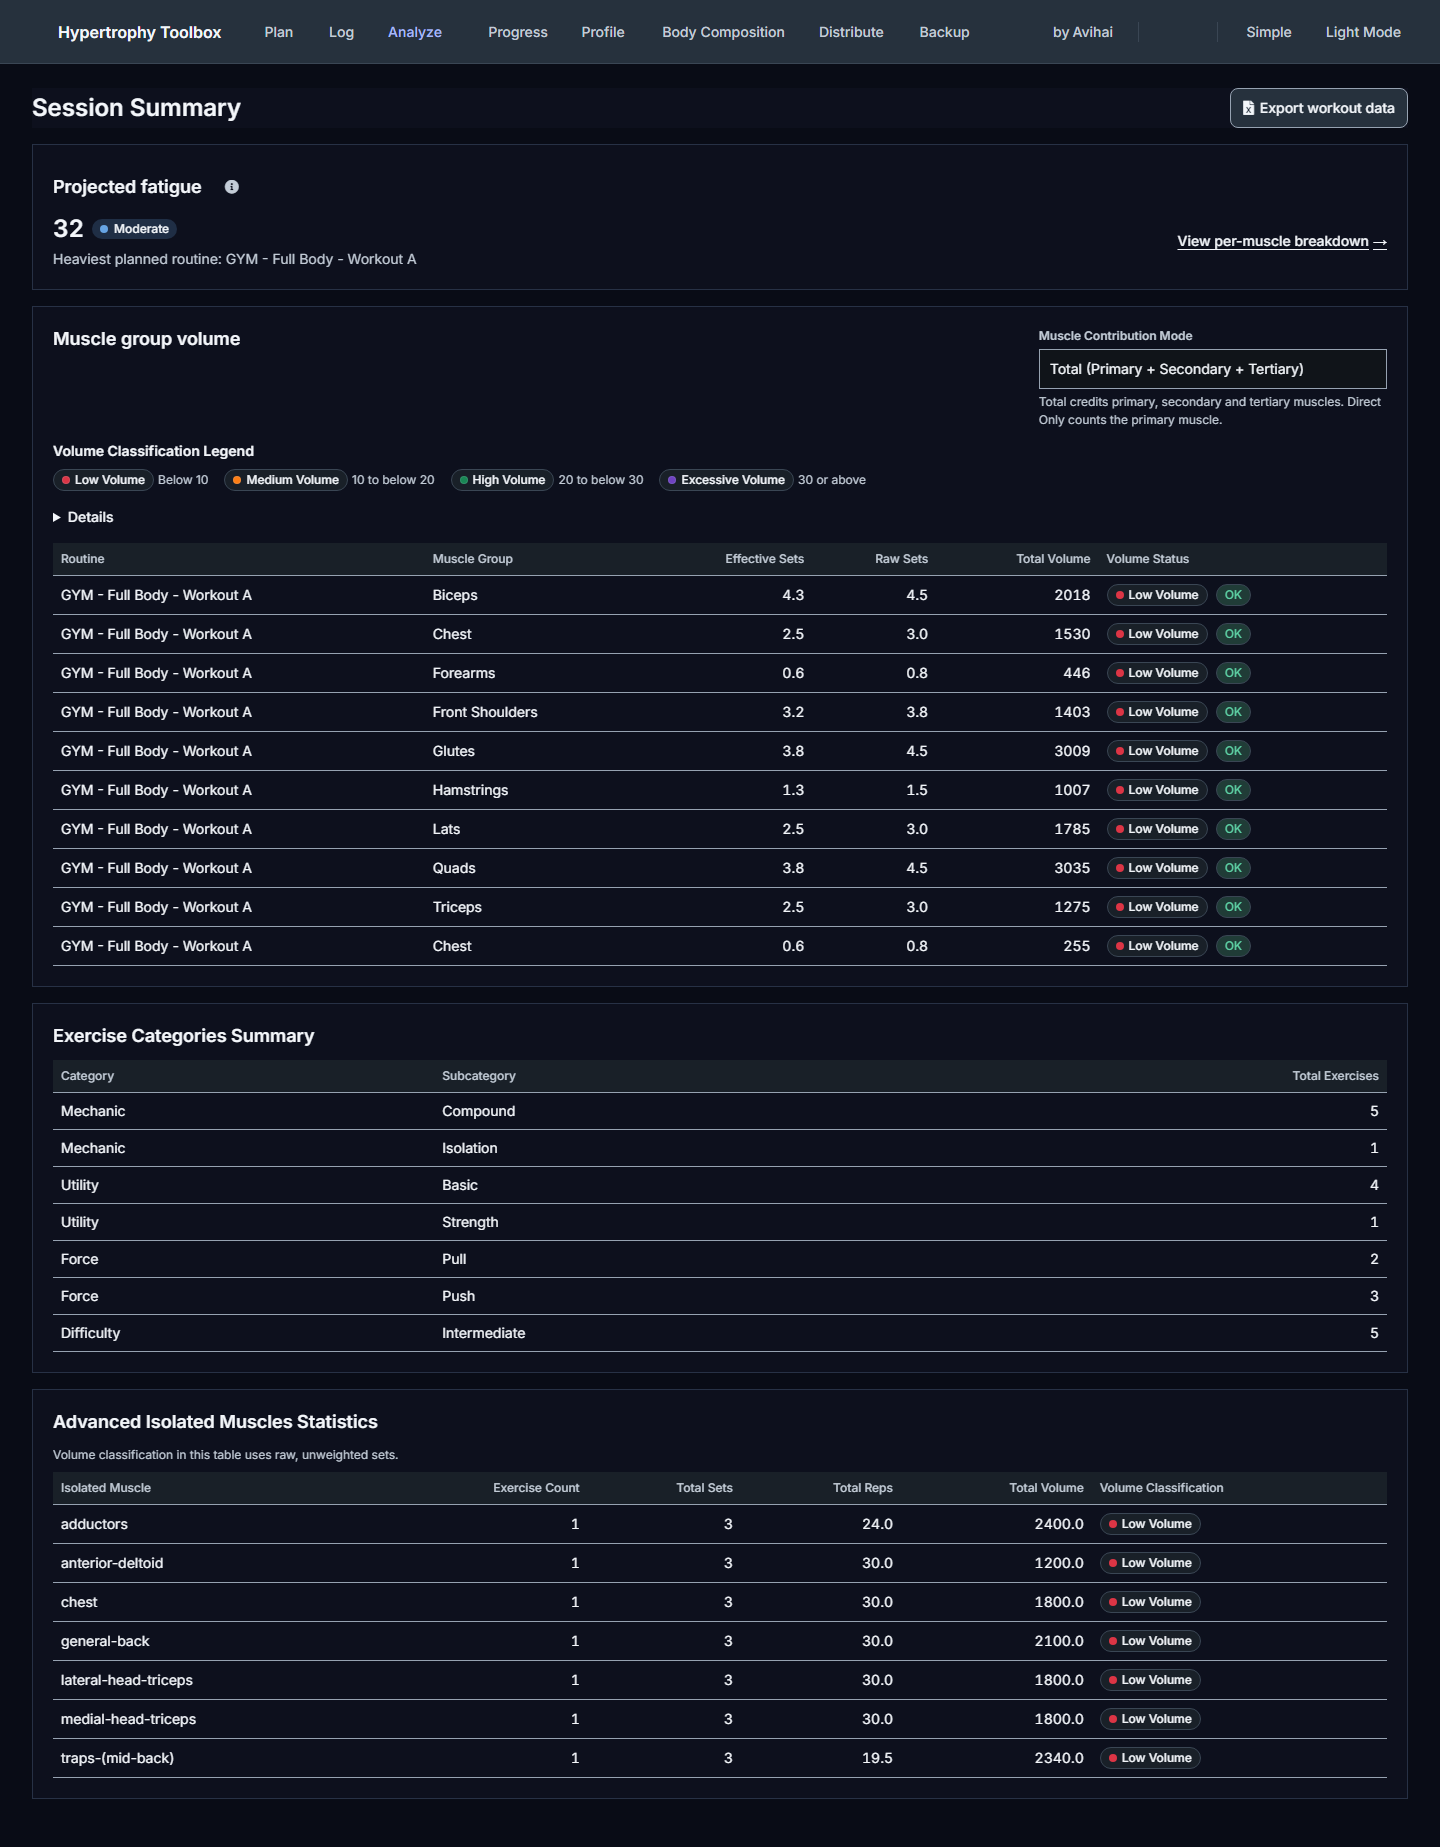 Hypertrophy Toolbox Plan Log Analyze Progress Profile Body Composition Distribute Backup by Avihai Simple Light Mode
Session Summary
Export workout data
Projected fatigue
32 Moderate
Heaviest planned routine: GYM - Full Body - Workout A
View per-muscle breakdown →
Muscle group volume
Muscle Contribution Mode
Total (Primary + Secondary + Tertiary)
Total credits primary, secondary and tertiary muscles. Direct
Only counts the primary muscle.
Volume Classification Legend
Low Volume Below 10 Medium Volume 10 to below 20 High Volume 20 to below 30 Excessive Volume 30 or above
Details
Routine Muscle Group Effective Sets Raw Sets Total Volume Volume Status
GYM - Full Body - Workout A Biceps 4.3 4.5 2018 Low Volume OK
GYM - Full Body - Workout A Chest 2.5 3.0 1530 Low Volume OK
GYM - Full Body - Workout A Forearms 0.6 0.8 446 Low Volume OK
GYM - Full Body - Workout A Front Shoulders 3.2 3.8 1403 Low Volume OK
GYM - Full Body - Workout A Glutes 3.8 4.5 3009 Low Volume OK
GYM - Full Body - Workout A Hamstrings 1.3 1.5 1007 Low Volume OK
GYM - Full Body - Workout A Lats 2.5 3.0 1785 Low Volume OK
GYM - Full Body - Workout A Quads 3.8 4.5 3035 Low Volume OK
GYM - Full Body - Workout A Triceps 2.5 3.0 1275 Low Volume OK
GYM - Full Body - Workout A Chest 0.6 0.8 255 Low Volume OK
Exercise Categories Summary
Category Subcategory Total Exercises
Mechanic Compound 5
Mechanic Isolation 1
Utility Basic 4
Utility Strength 1
Force Pull 2
Force Push 3
Difficulty Intermediate 5
Advanced Isolated Muscles Statistics
Volume classification in this table uses raw, unweighted sets.
Isolated Muscle Exercise Count Total Sets Total Reps Total Volume Volume Classification
adductors 1 3 24.0 2400.0 Low Volume
anterior-deltoid 1 3 30.0 1200.0 Low Volume
chest 1 3 30.0 1800.0 Low Volume
general-back 1 3 30.0 2100.0 Low Volume
lateral-head-triceps 1 3 30.0 1800.0 Low Volume
medial-head-triceps 1 3 30.0 1800.0 Low Volume
traps-(mid-back) 1 3 19.5 2340.0 Low Volume